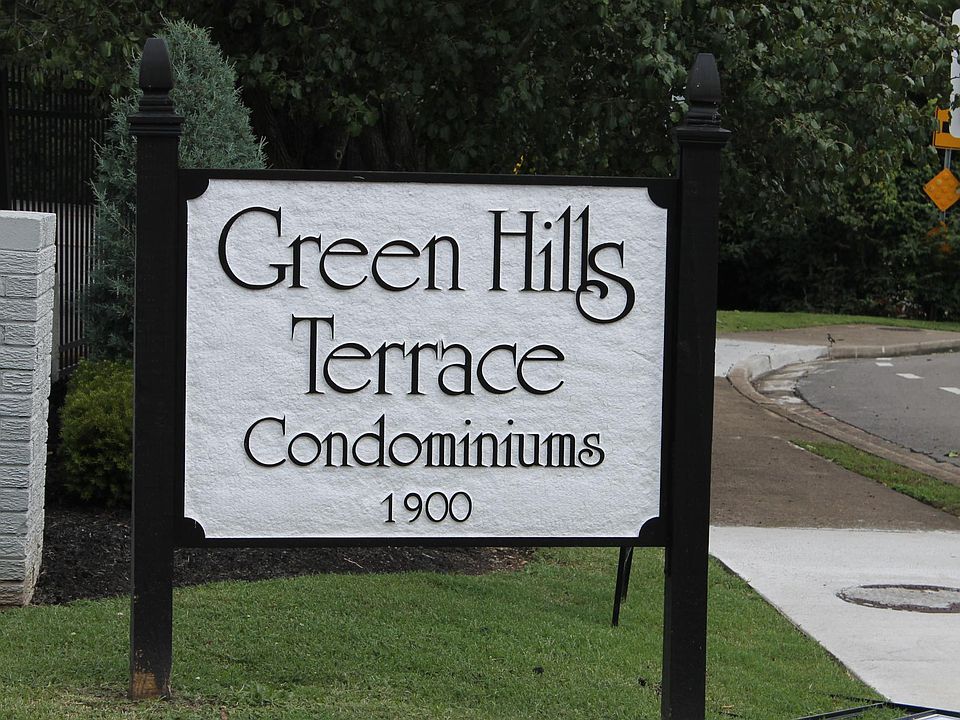 Green Hills
Terrace
Condominiums
1900